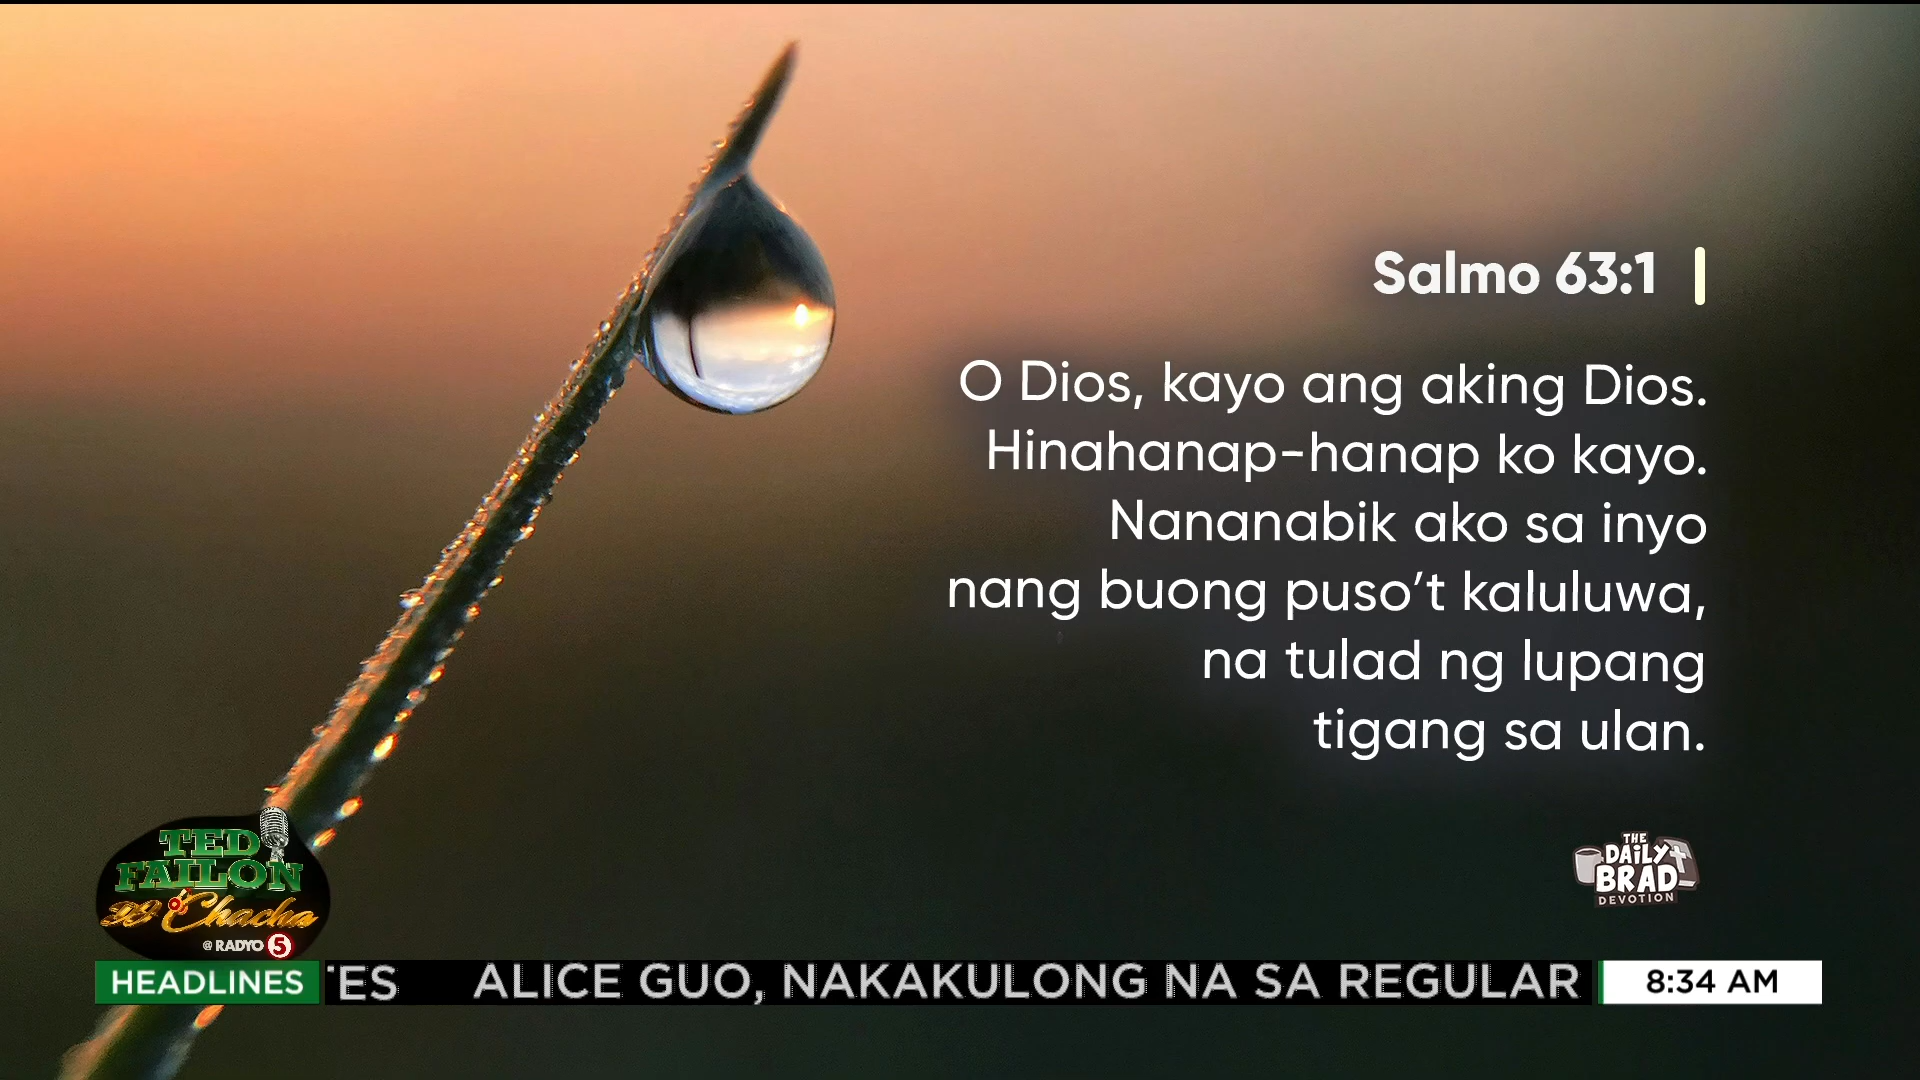 Salmo 63:1
O Dios, kayo ang aking Dios.
Hinahanap-hanap ko kayo.
Nananabik ako sa inyo
nang buong puso't kaluluwa,
na tulad ng lupang
tigang sa ulan.
THE
DAILY
BRAD
DEVOTION
TED
FAILON
Chacha
@ RADYO 5
HEADLINES
ES ALICE GUO, NAKAKULONG NA SA REGULAR
8:34 AM